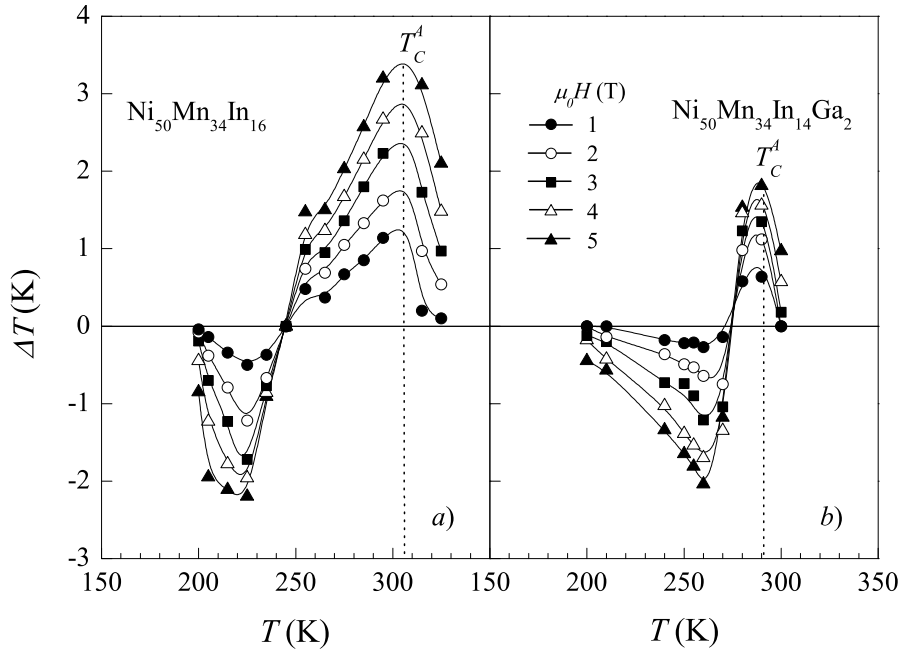 4
3
2
1
0
-1
-2
-3
ΔT (K)
Ni50Mn34In16
T_C^A
a)
150 200 250 300 150
T (K)
μ0H (T)
1
2
3
4
5
Ni50Mn34In14Ga2
T_C^A
b)
200 250 300 350
T (K)